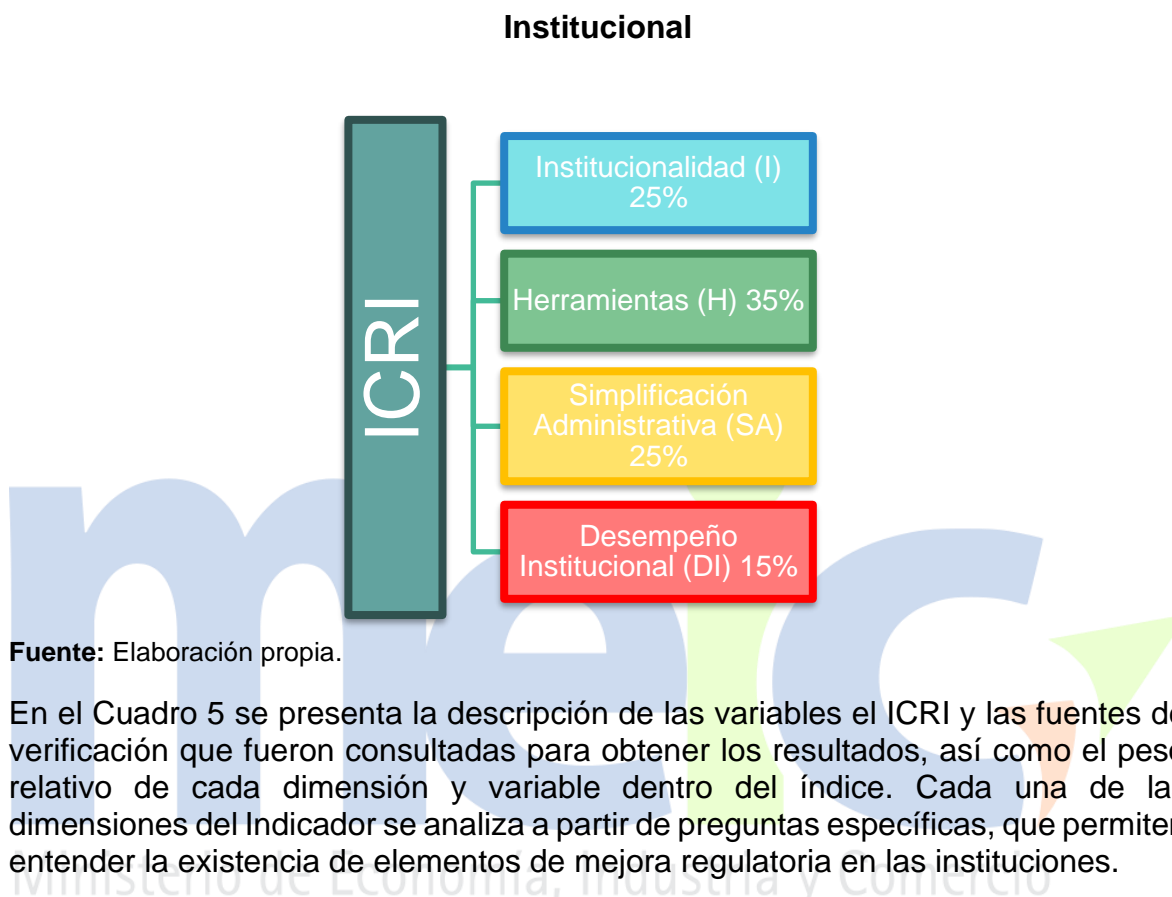 Institucional
ICRI
Institucionalidad (I)
25%
Herramientas (H) 35%
Simplificación
Administrativa (SA)
25%
Desempeño
Institucional (DI) 15%
Fuente: Elaboración propia.
En el Cuadro 5 se presenta la descripción de las variables el ICRI y las fuentes de
verificación que fueron consultadas para obtener los resultados, así como el peso
relativo de cada dimensión y variable dentro del índice. Cada una de la
dimensiones del Indicador se analiza a partir de preguntas específicas, que permiten
entender la existencia de elementos de mejora regulatoria en las instituciones.
meic
Ministerio de Economía, Industria y Comercio